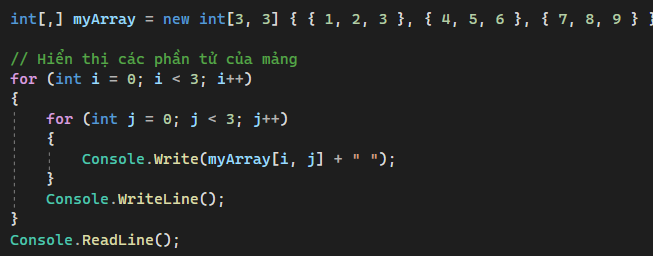 int[,] myArray = new int[3, 3] { { 1, 2, 3 }, { 4, 5, 6 }, { 7, 8, 9 } }
// Hiển thị các phần tử của mảng
for (int i = 0; i < 3; i++)
{
    for (int j = 0; j < 3; j++)
    {
        Console.Write(myArray[i, j] + " ");
    }
    Console.WriteLine();
}
Console.ReadLine();